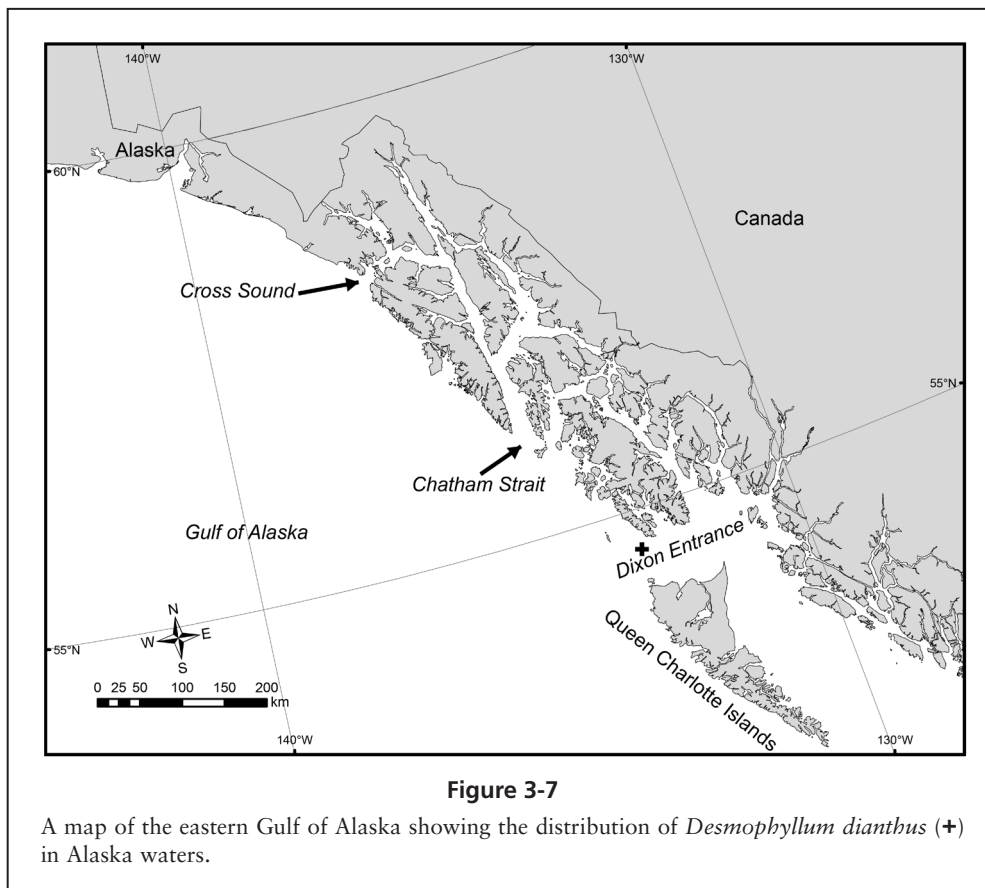 140°W
130°W
Alaska
60°N
Canada
Cross Sound
55°N
Chatham Strait
Gulf of Alaska
Dixon Entrance
N
W E
S
Queen Charlotte Islands
55°N
0 25 50 100 150 200
km
140°W
130°W
Figure 3-7
A map of the eastern Gulf of Alaska showing the distribution of Desmophyllum dianthus (+)
in Alaska waters.